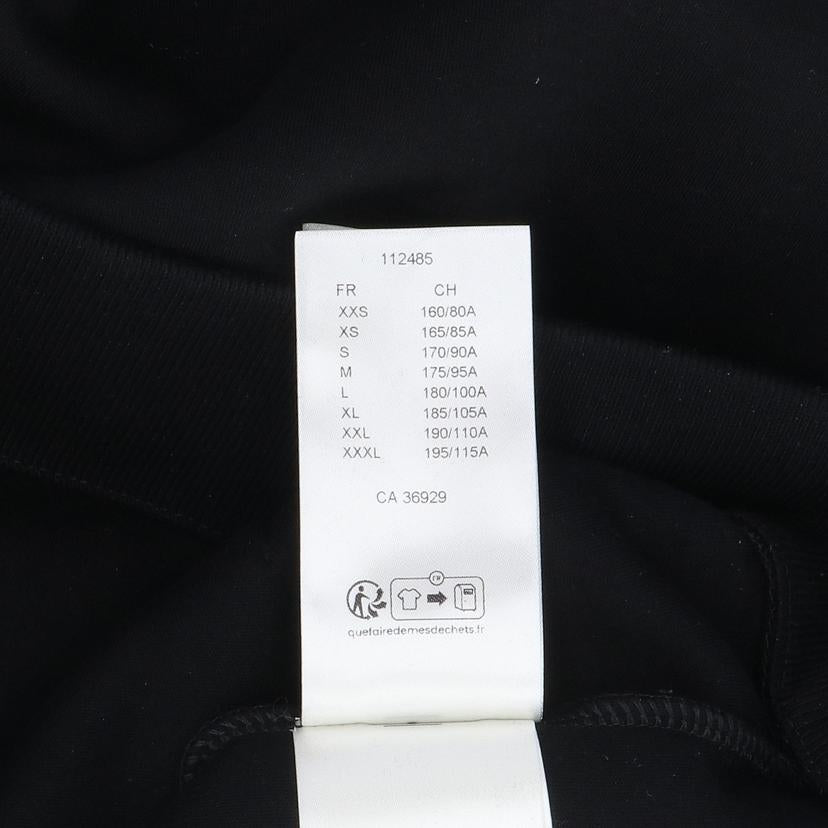 112485
FR CH
XXS 160/80A
XS 165/85A
S 170/90A
M 175/95A
L 180/100A
XL 185/105A
XXL 190/110A
XXXL 195/115A
CA 36929
FR
quefairedemesdechets.fr